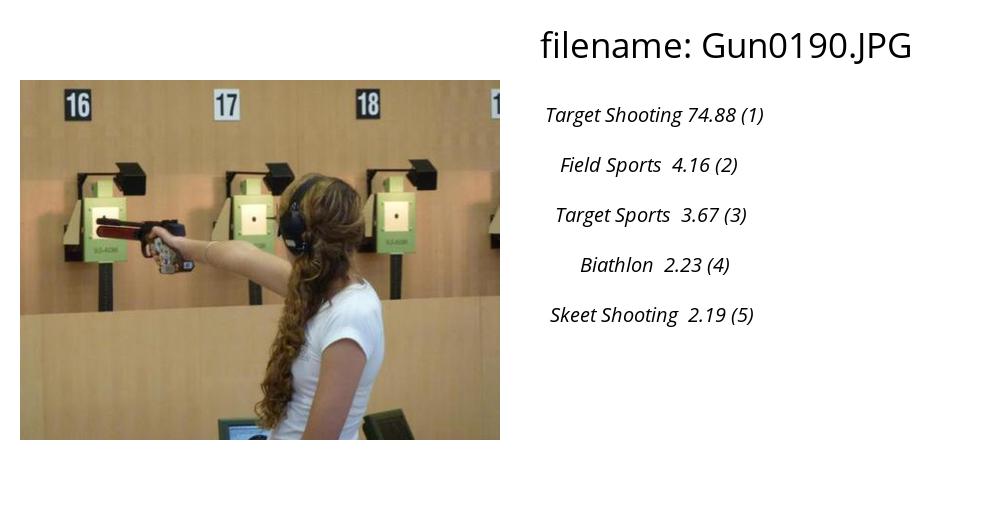 filename: Gun0190.JPG
16
17
18
Target Shooting 74.88 (1)
Field Sports 4.16 (2)
Target Sports 3.67 (3)
Biathlon 2.23 (4)
Skeet Shooting 2.19 (5)